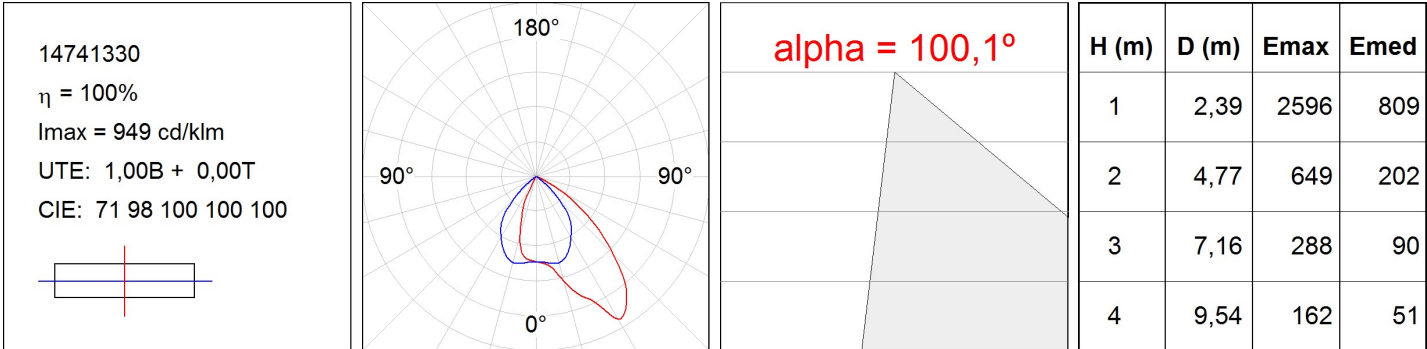 14741330
η = 100%
Imax = 949 cd/klm
UTE: 1,00B + 0,00T
CIE: 71 98 100 100 100
180°
90° 90°
0°
alpha = 100,1º
H (m) D (m) Emax Emed
1 2,39 2596 809
2 4,77 649 202
3 7,16 288 90
4 9,54 162 51